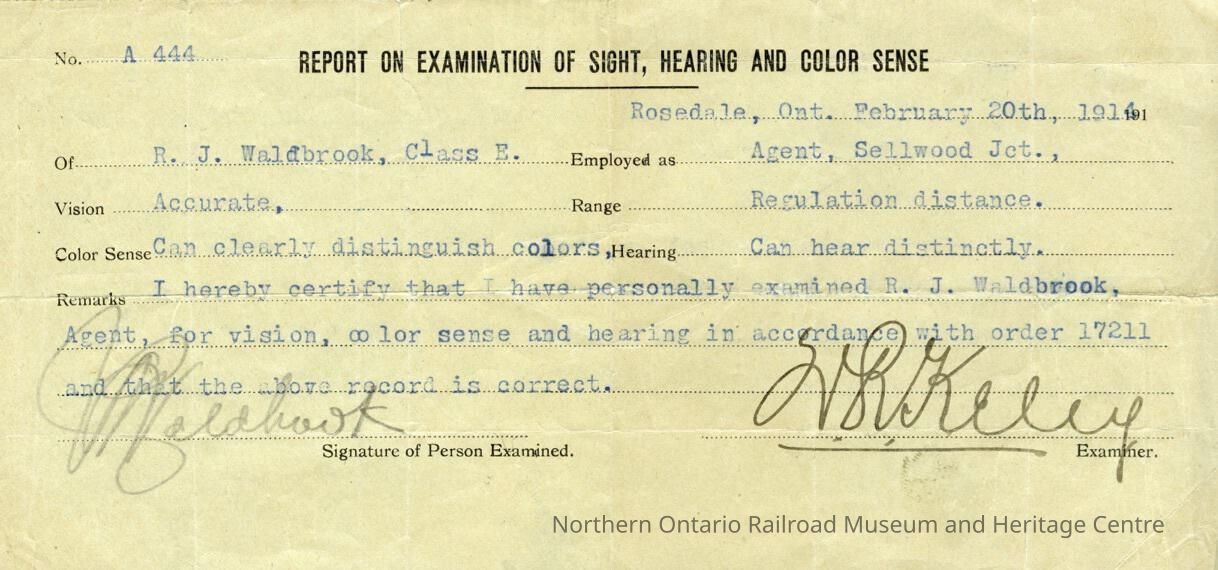 No. A 444
REPORT ON EXAMINATION OF SIGHT, HEARING AND COLOR SENSE
Rosedale, Ont. February 20th, 1914 191
Of R. J. Waldbrook, Class E. Employed as Agent, Sellwood Jct.,
Vision Accurate, Range Regulation distance.
Color Sense Can clearly distinguish colors, Hearing Can hear distinctly.
Remarks I hereby certify that I have personally examined R. J. Waldbrook,
Agent, for vision, co lor sense and hearing in accordance with order 17211
and that the above record is correct.
R J Waldbrook
W.R. Kelley
Signature of Person Examined. Examiner.
Northern Ontario Railroad Museum and Heritage Centre